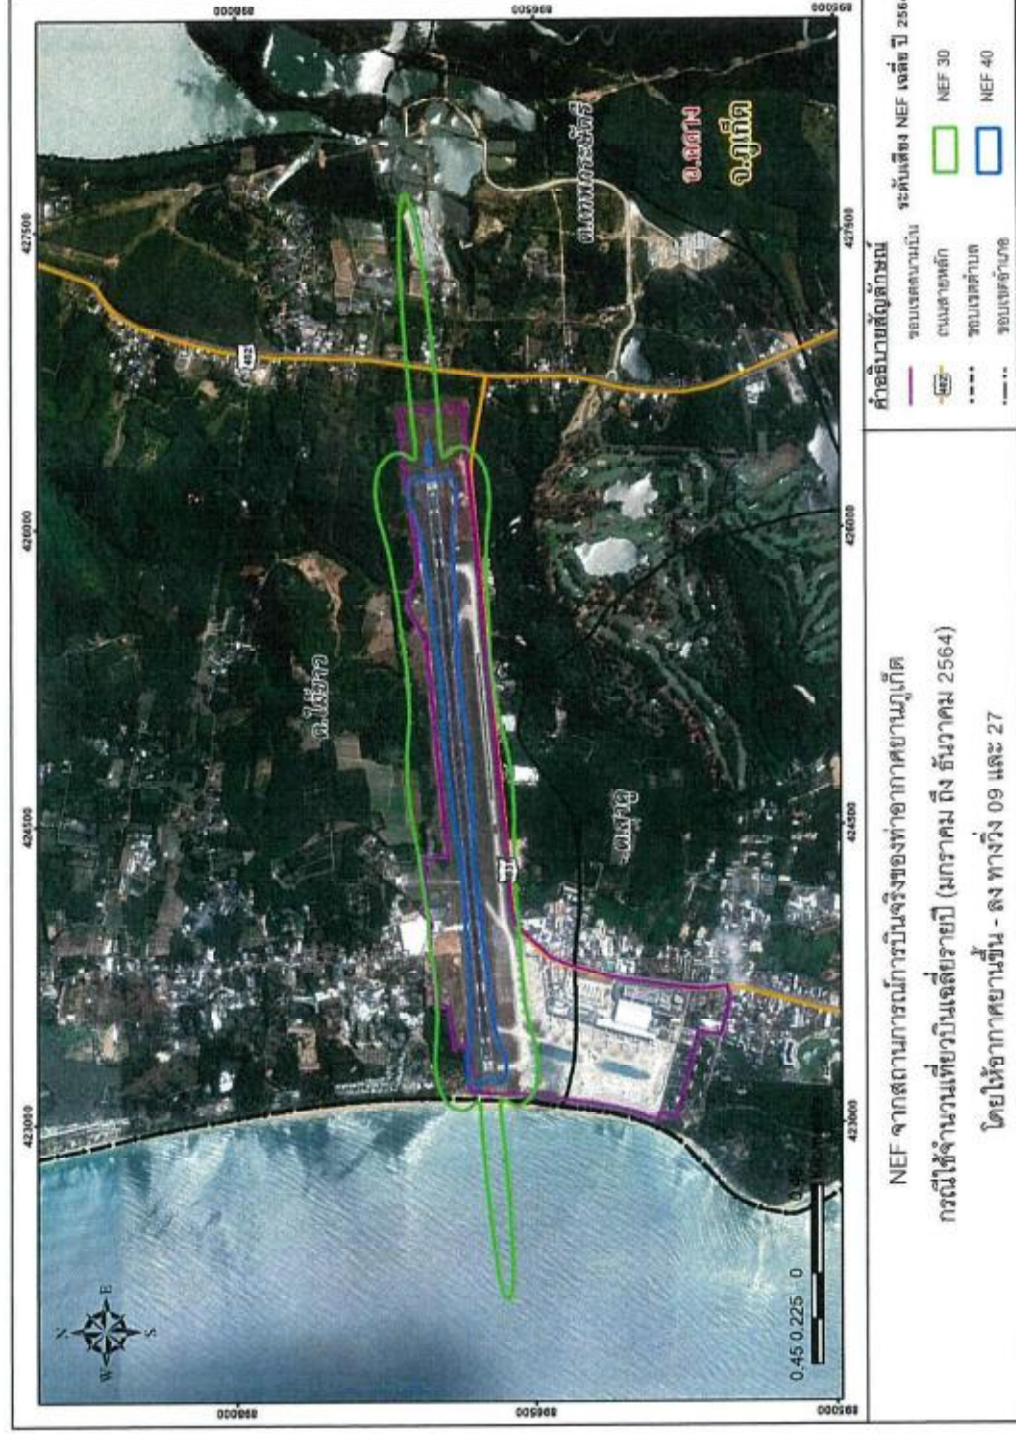 423000
424500
426000
427500
N
W
E
S
ต.ไม้ขาว
ต.สาคู
ต.เทพกระษัตรี
อ.ถลาง
จ.ภูเก็ต
402
402
0.45 0.225 0
423000
424500
426000
427500
NEF จากสถานการณ์การบินจริงของท่าอากาศยานภูเก็ต
กรณีใช้จำนวนเที่ยวบินเฉลี่ยรายปี (มกราคม ถึง ธันวาคม 2564)
โดยให้อากาศยานขึ้น - ลง ทางวิ่ง 09 และ 27
คำอธิบายสัญลักษณ์
ขอบเขตสนามบิน
402 ถนนสายหลัก
ขอบเขตตำบล
ขอบเขตอำเภอ
ระดับเสียง NEF เฉลี่ย ปี
NEF 30
NEF 40